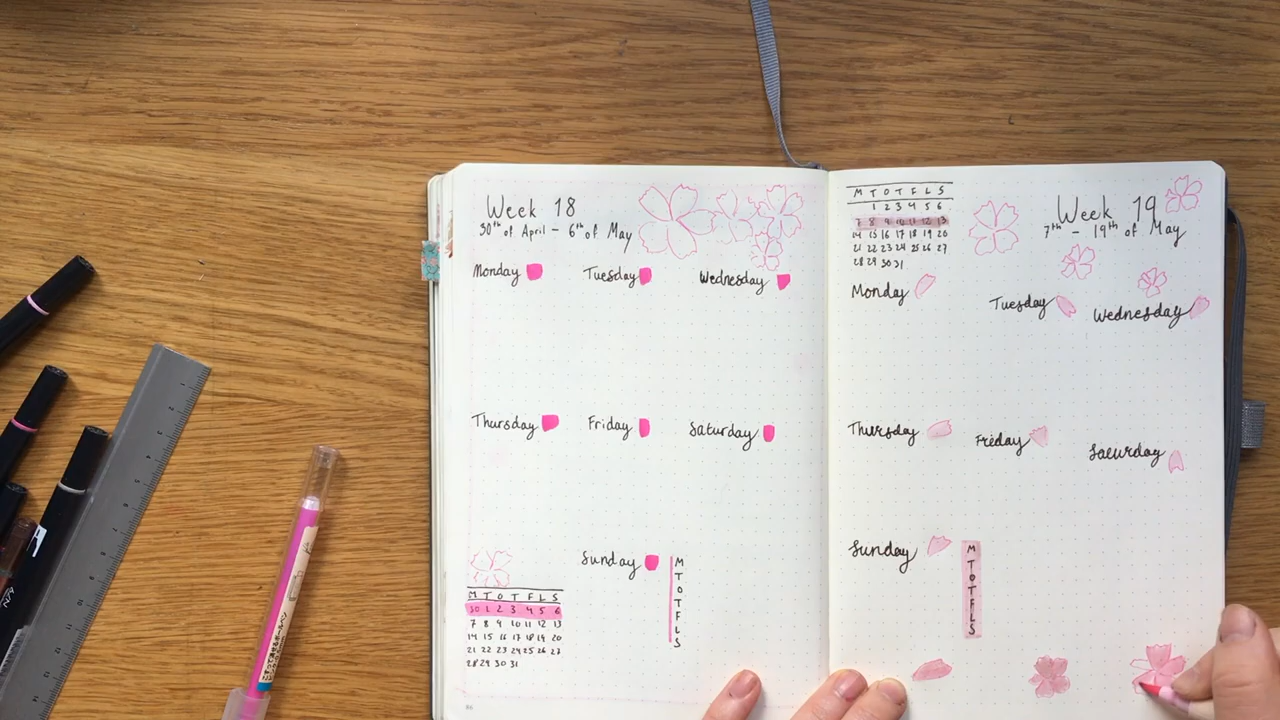 Week 18
30th of April - 6th of May
Monday
Tuesday
Wednesday
Thursday
Friday
Saturday
Sunday
M
T
O
T
F
L
S
M T O T F L S
30 1 2 3 4 5 6
7 8 9 10 11 12 13
14 15 16 17 18 19 20
21 22 23 24 25 26 27
28 29 30 31
86
M T O T F L S
1 2 3 4 5 6
7 8 9 10 11 12 13
14 15 16 17 18 19 20
21 22 23 24 25 26 27
28 29 30 31
Week 19
7th - 19th of May
Monday
Tuesday
Wednesday
Thursday
Friday
Saturday
Sunday
M
T
O
T
F
L
S